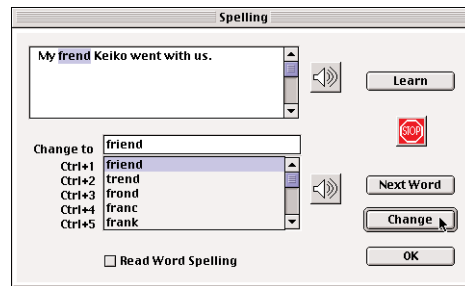 Spelling
My frend Keiko went with us.
Learn
STOP
Change to friend
Ctrl+1 friend
Ctrl+2 trend
Ctrl+3 frond
Ctrl+4 franc
Ctrl+5 frank
Next Word
Change
OK
Read Word Spelling